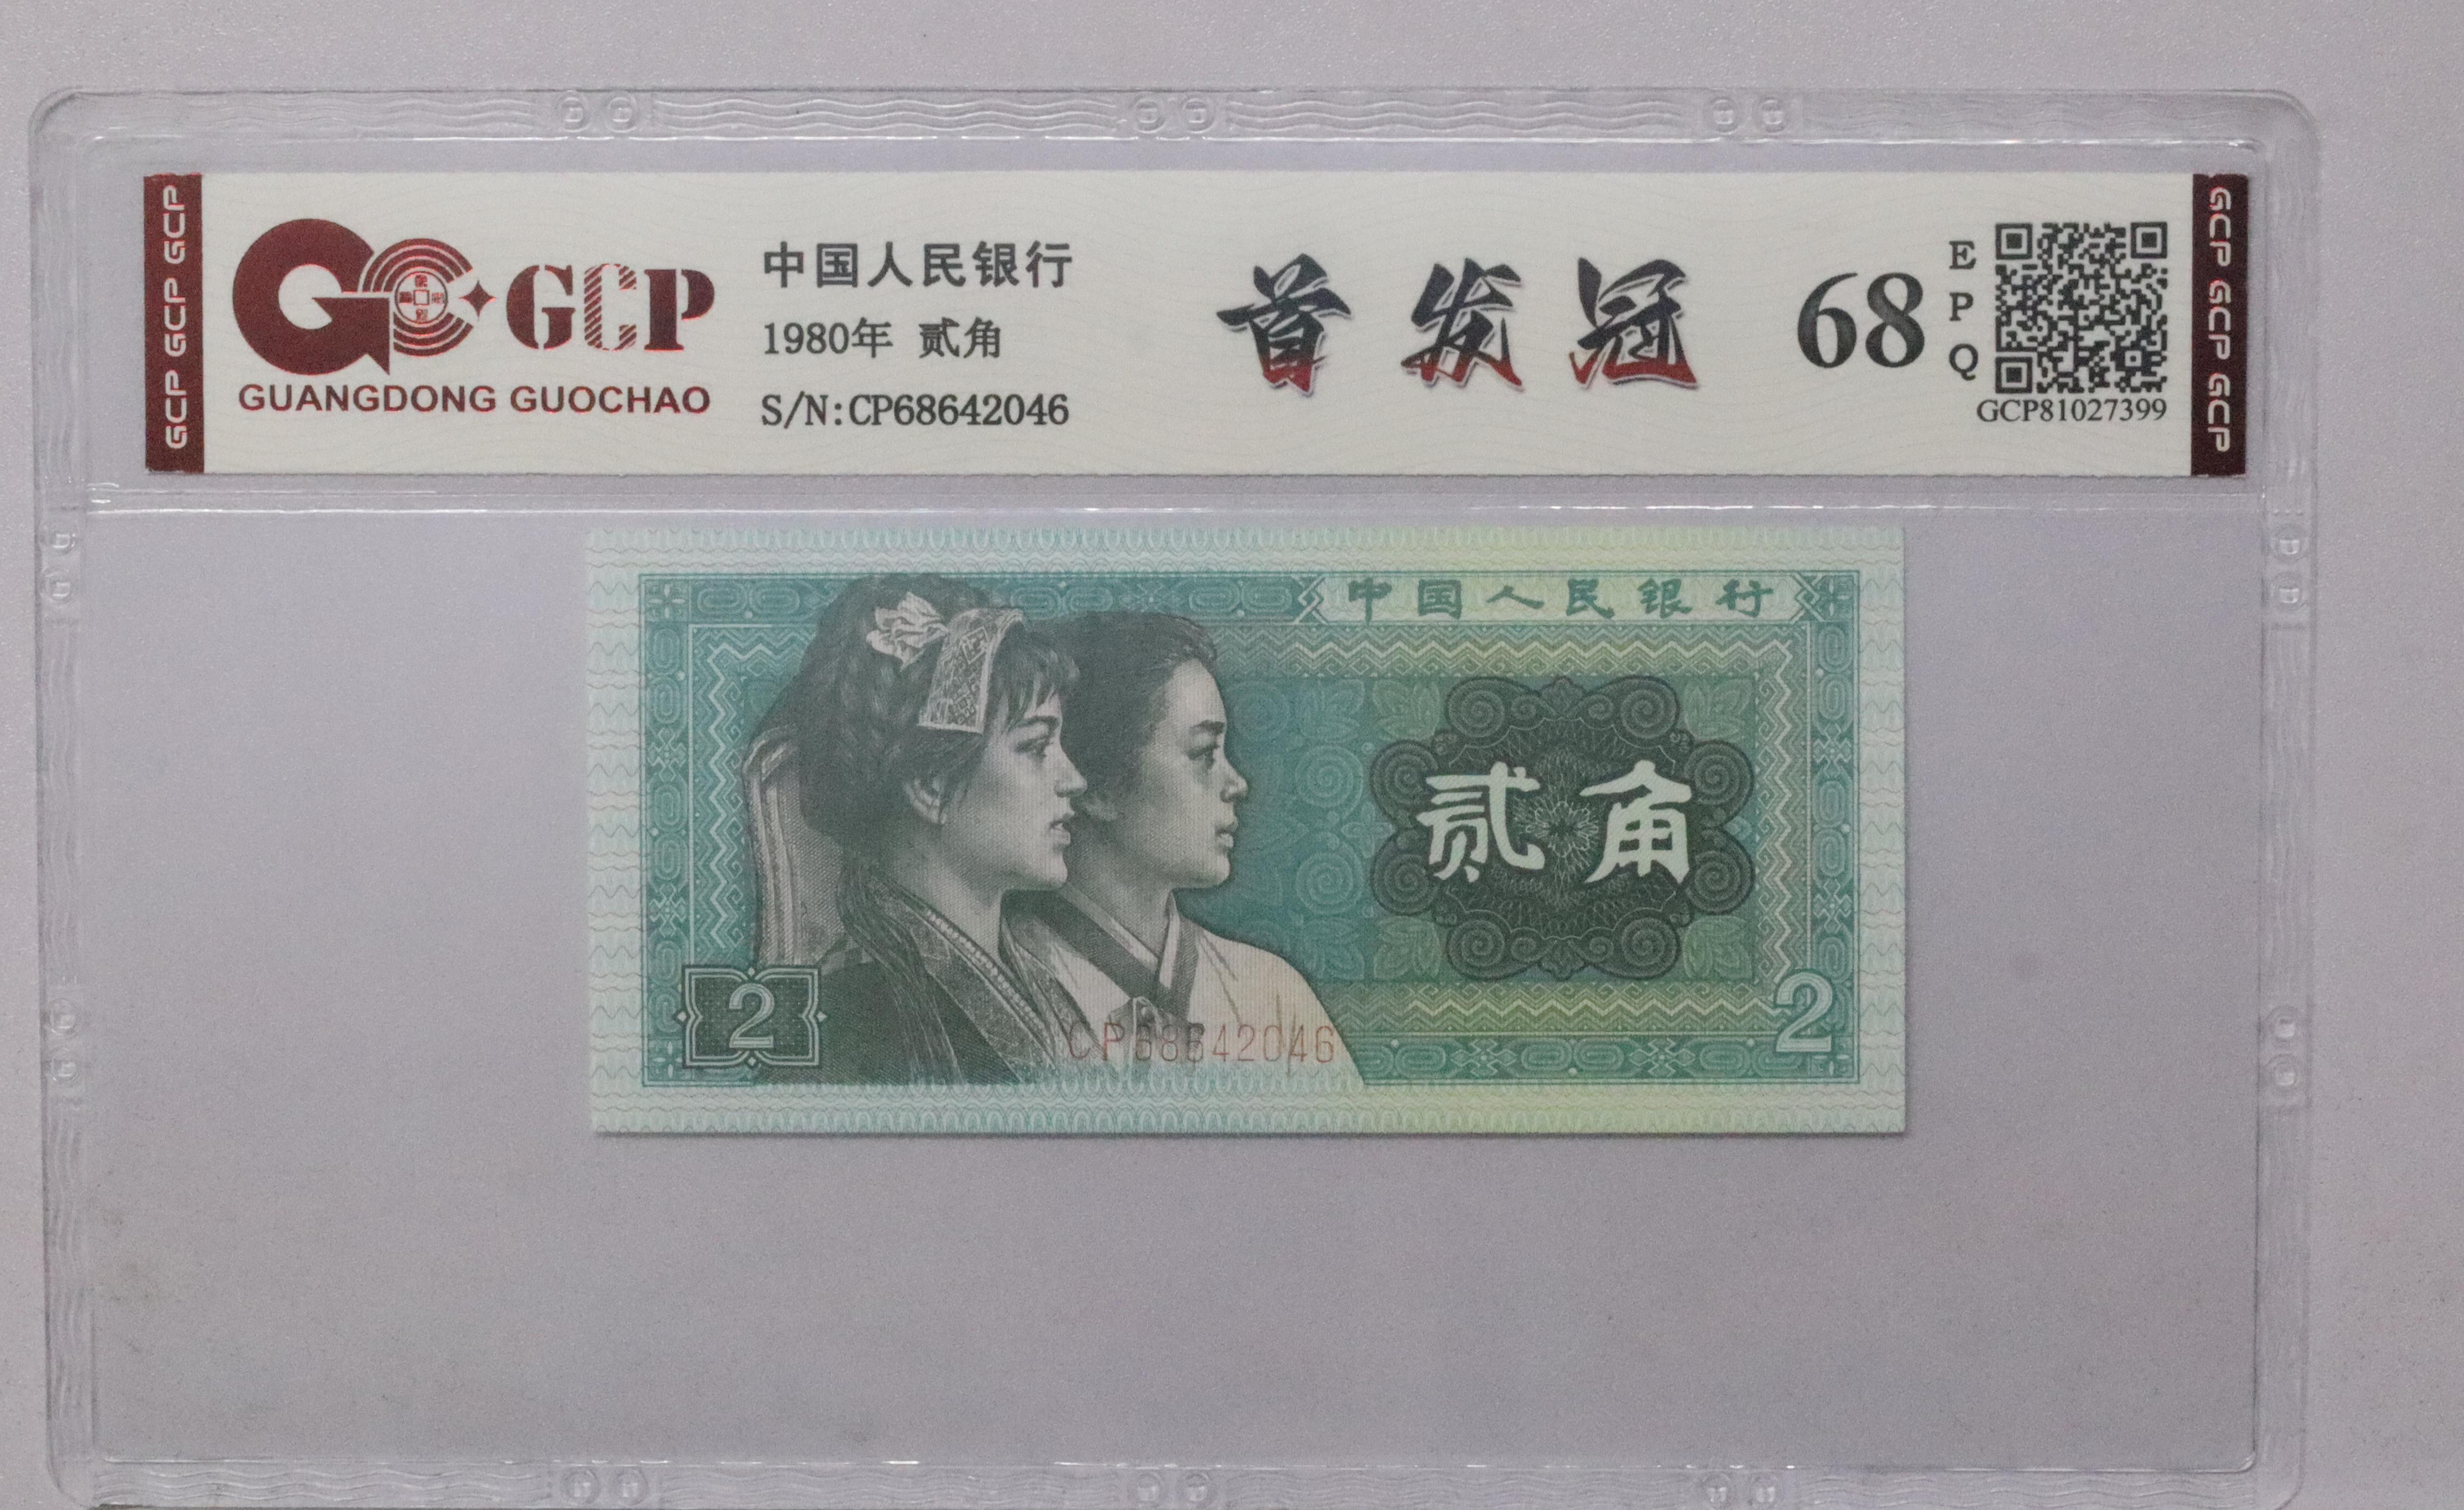 GCP GCP GCP
GCP
GUANGDONG GUOCHAO
中国人民银行
1980年 贰角
S/N:CP68642046
首发冠
68
EPQ
GCP81027399
GCP GCP GCP
中国人民银行
贰角
2
2
CP68642046